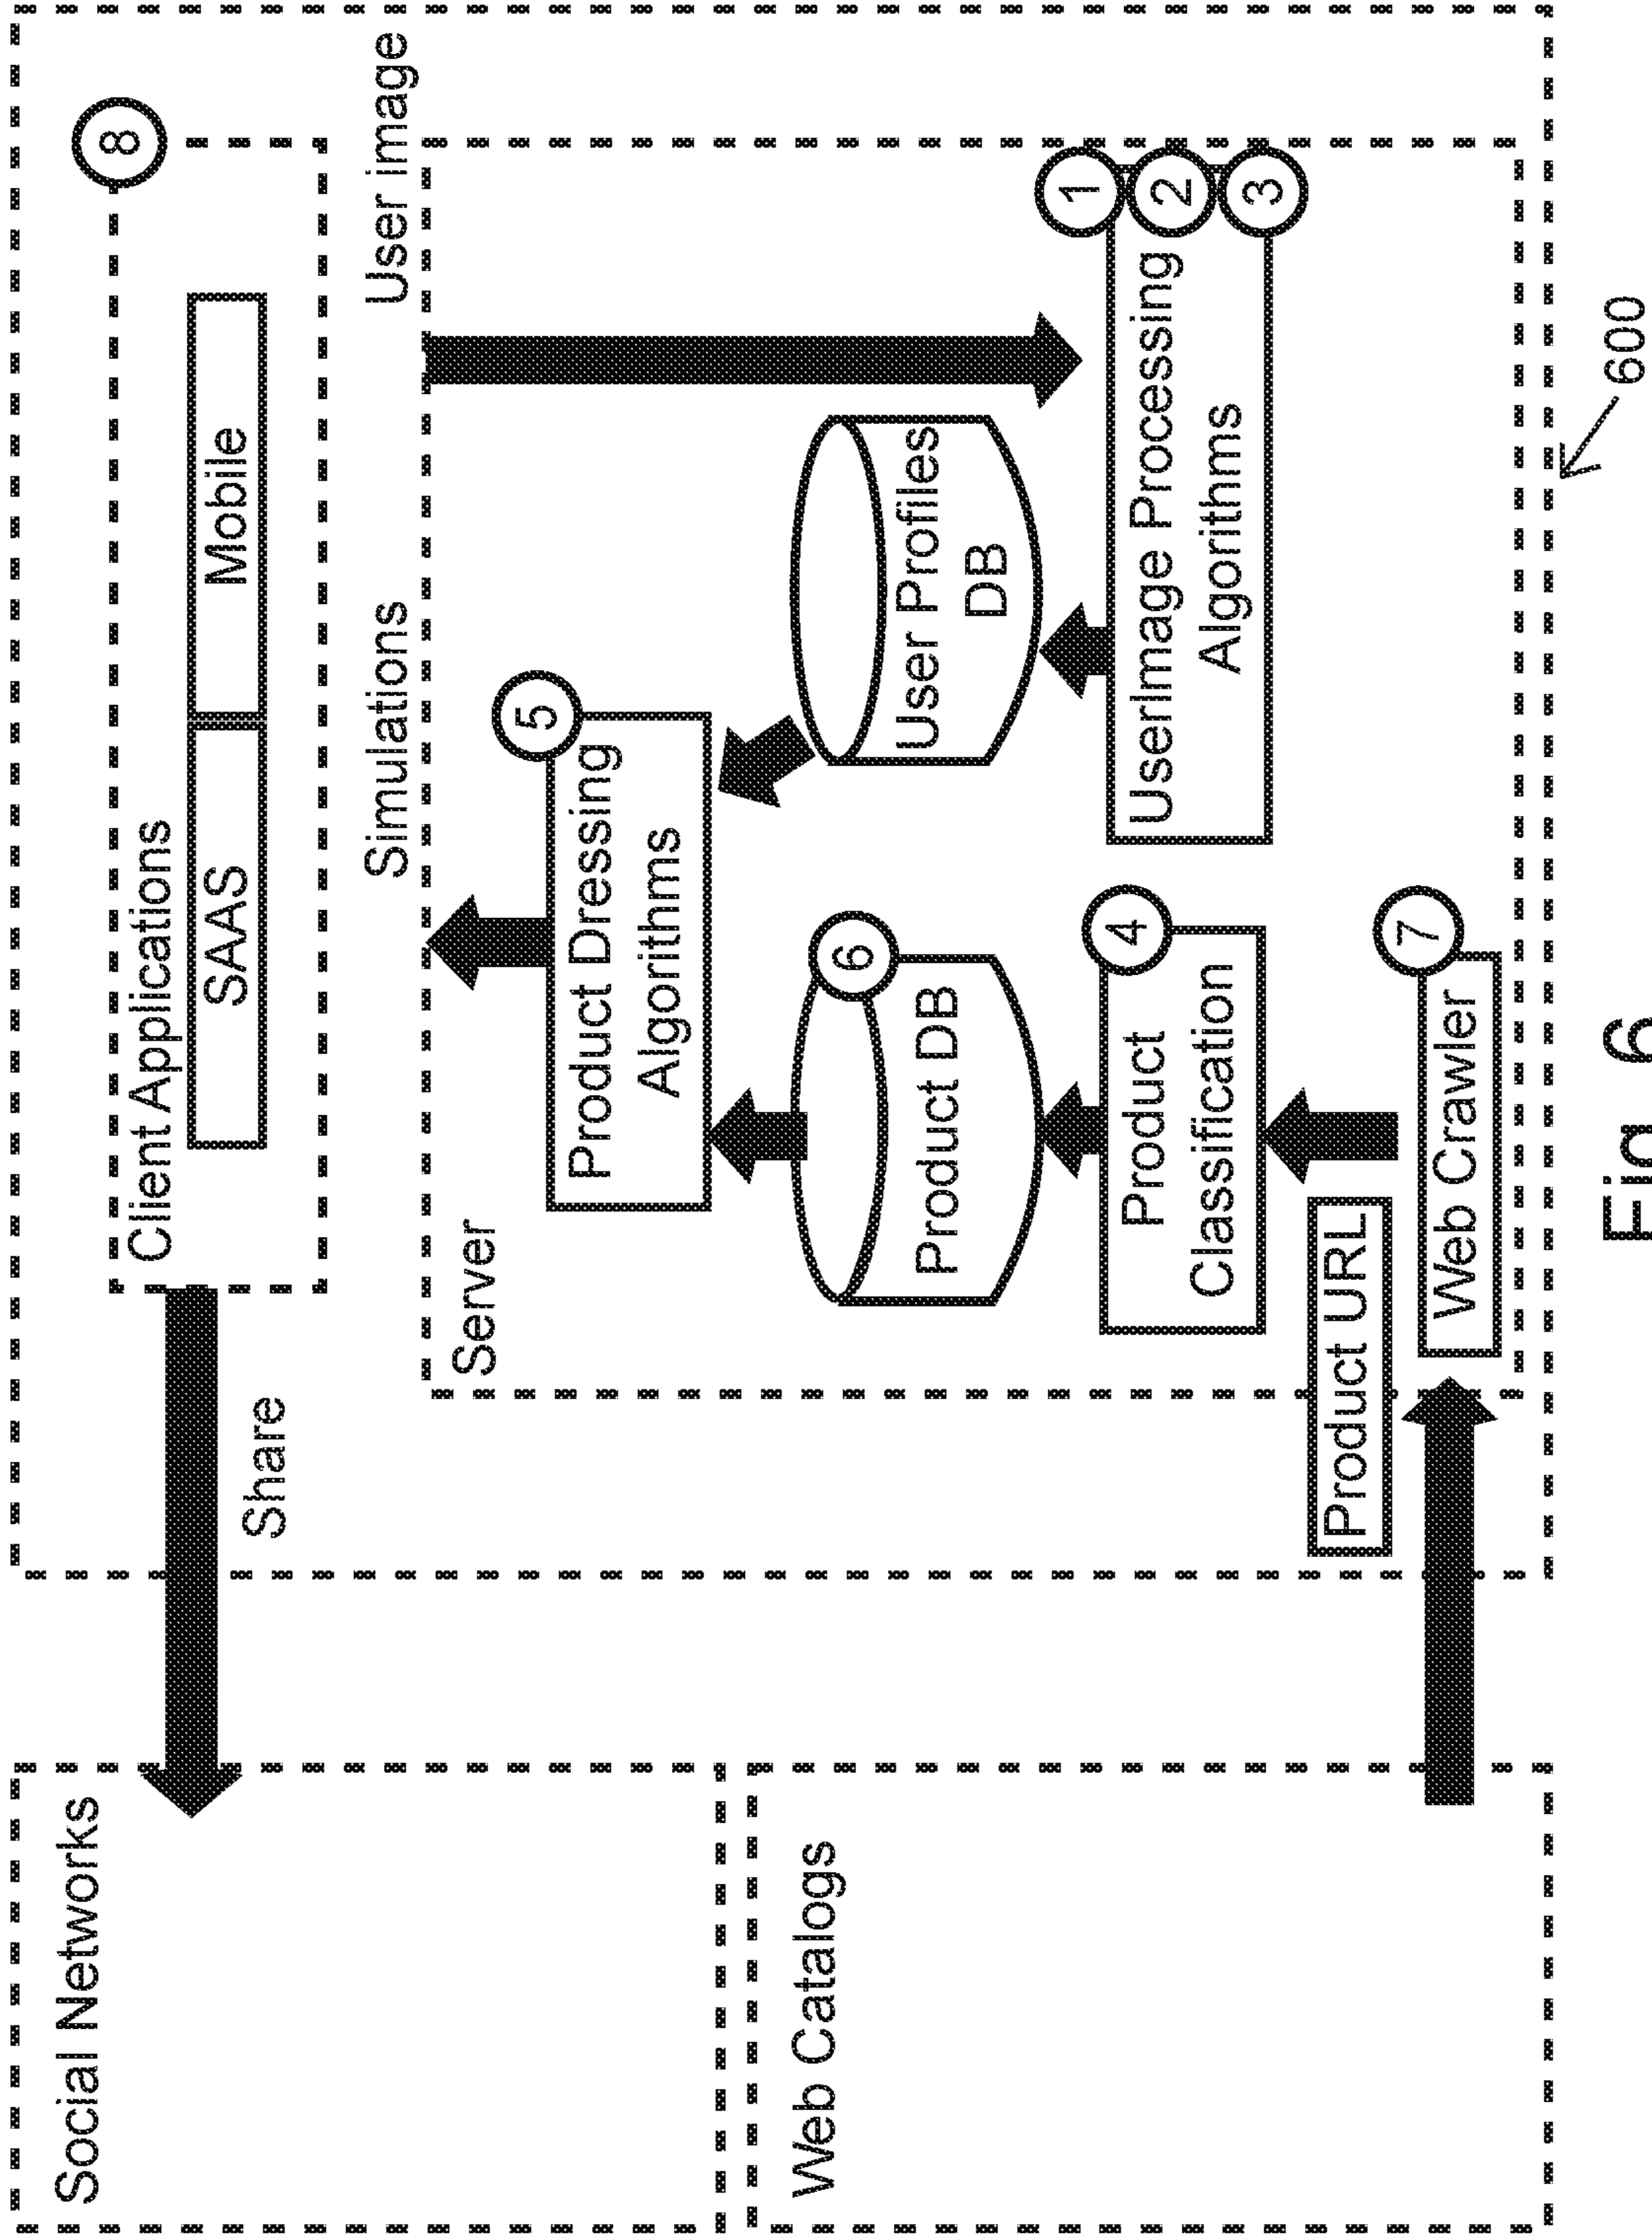 Social Networks
Share
Client Applications
8
SAAS
Mobile
Simulations
User image
Server
5
Product Dressing
Algorithms
6
Product DB
User Profiles
DB
4
Product
Classification
UserImage Processing
Algorithms
1
2
3
Web Catalogs
Product URL
7
Web Crawler
600
Fig. 6